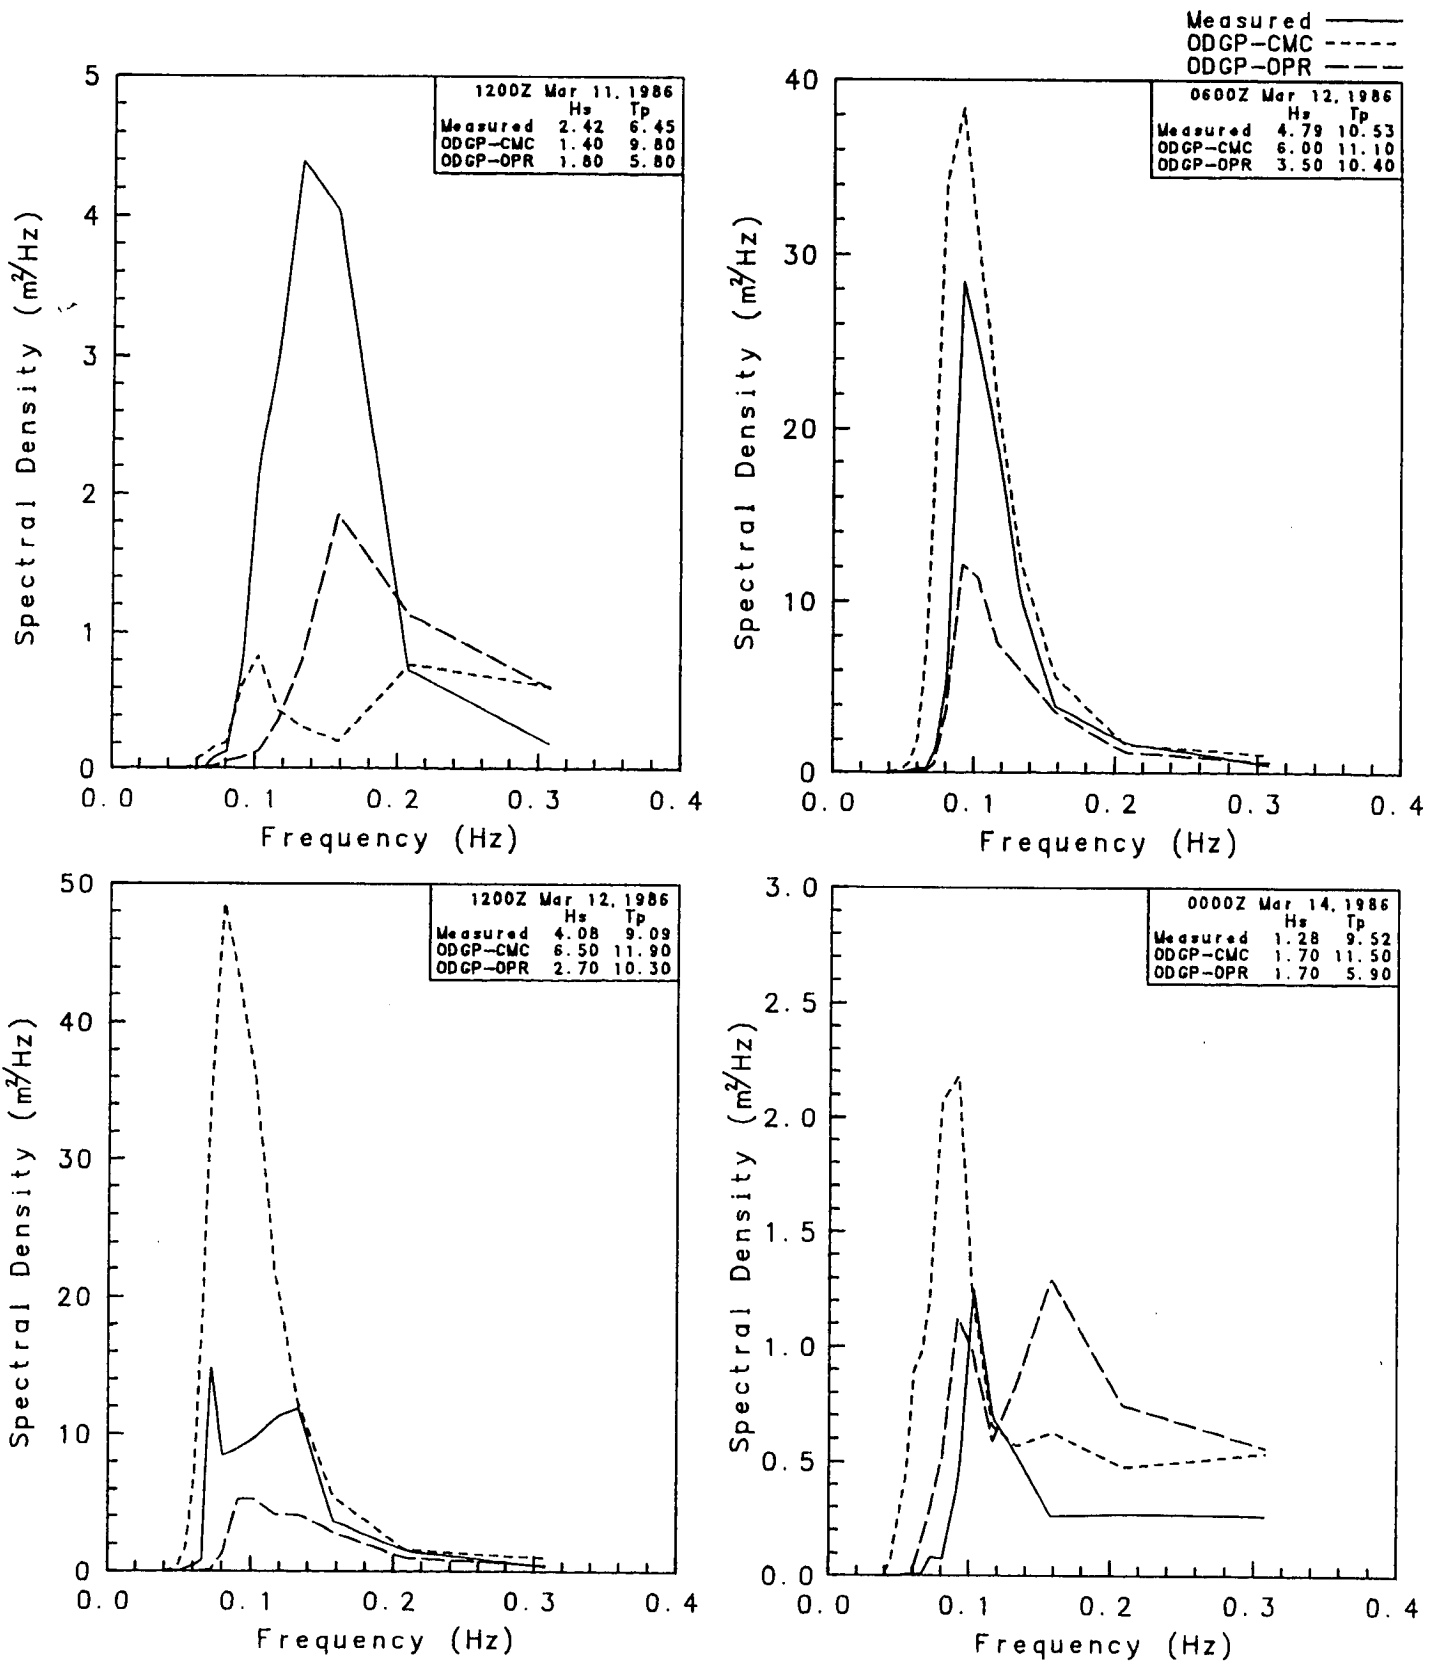 Measured
ODGP-CMC
ODGP-OPR
5
4
3
2
1
0
Spectral Density (m²/Hz)
1200Z Mar 11, 1986
Hs Tp
Measured 2.42 6.45
ODGP-CMC 1.40 9.80
ODGP-OPR 1.80 5.80
0.0 0.1 0.2 0.3 0.4
Frequency (Hz)
40
30
20
10
0
Spectral Density (m²/Hz)
0600Z Mar 12, 1986
Hs Tp
Measured 4.79 10.53
ODGP-CMC 6.00 11.10
ODGP-OPR 3.50 10.40
0.0 0.1 0.2 0.3 0.4
Frequency (Hz)
50
40
30
20
10
0
Spectral Density (m²/Hz)
1200Z Mar 12, 1986
Hs Tp
Measured 4.08 9.09
ODGP-CMC 6.50 11.90
ODGP-OPR 2.70 10.30
0.0 0.1 0.2 0.3 0.4
Frequency (Hz)
3.0
2.5
2.0
1.5
1.0
0.5
0.0
Spectral Density (m²/Hz)
0000Z Mar 14, 1986
Hs Tp
Measured 1.28 9.52
ODGP-CMC 1.70 11.50
ODGP-OPR 1.70 5.90
0.0 0.1 0.2 0.3 0.4
Frequency (Hz)